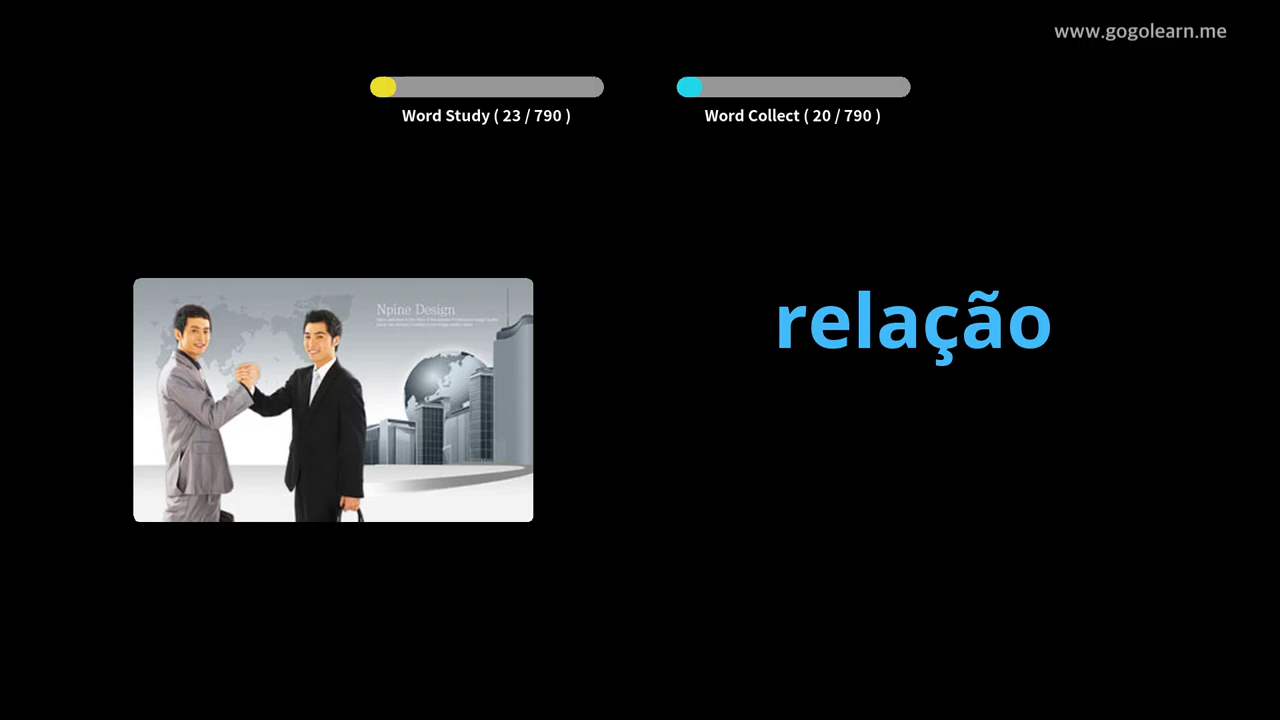 www.gogolearn.me
Word Study ( 23 / 790 )
Word Collect ( 20 / 790 )
Npine Design
relação